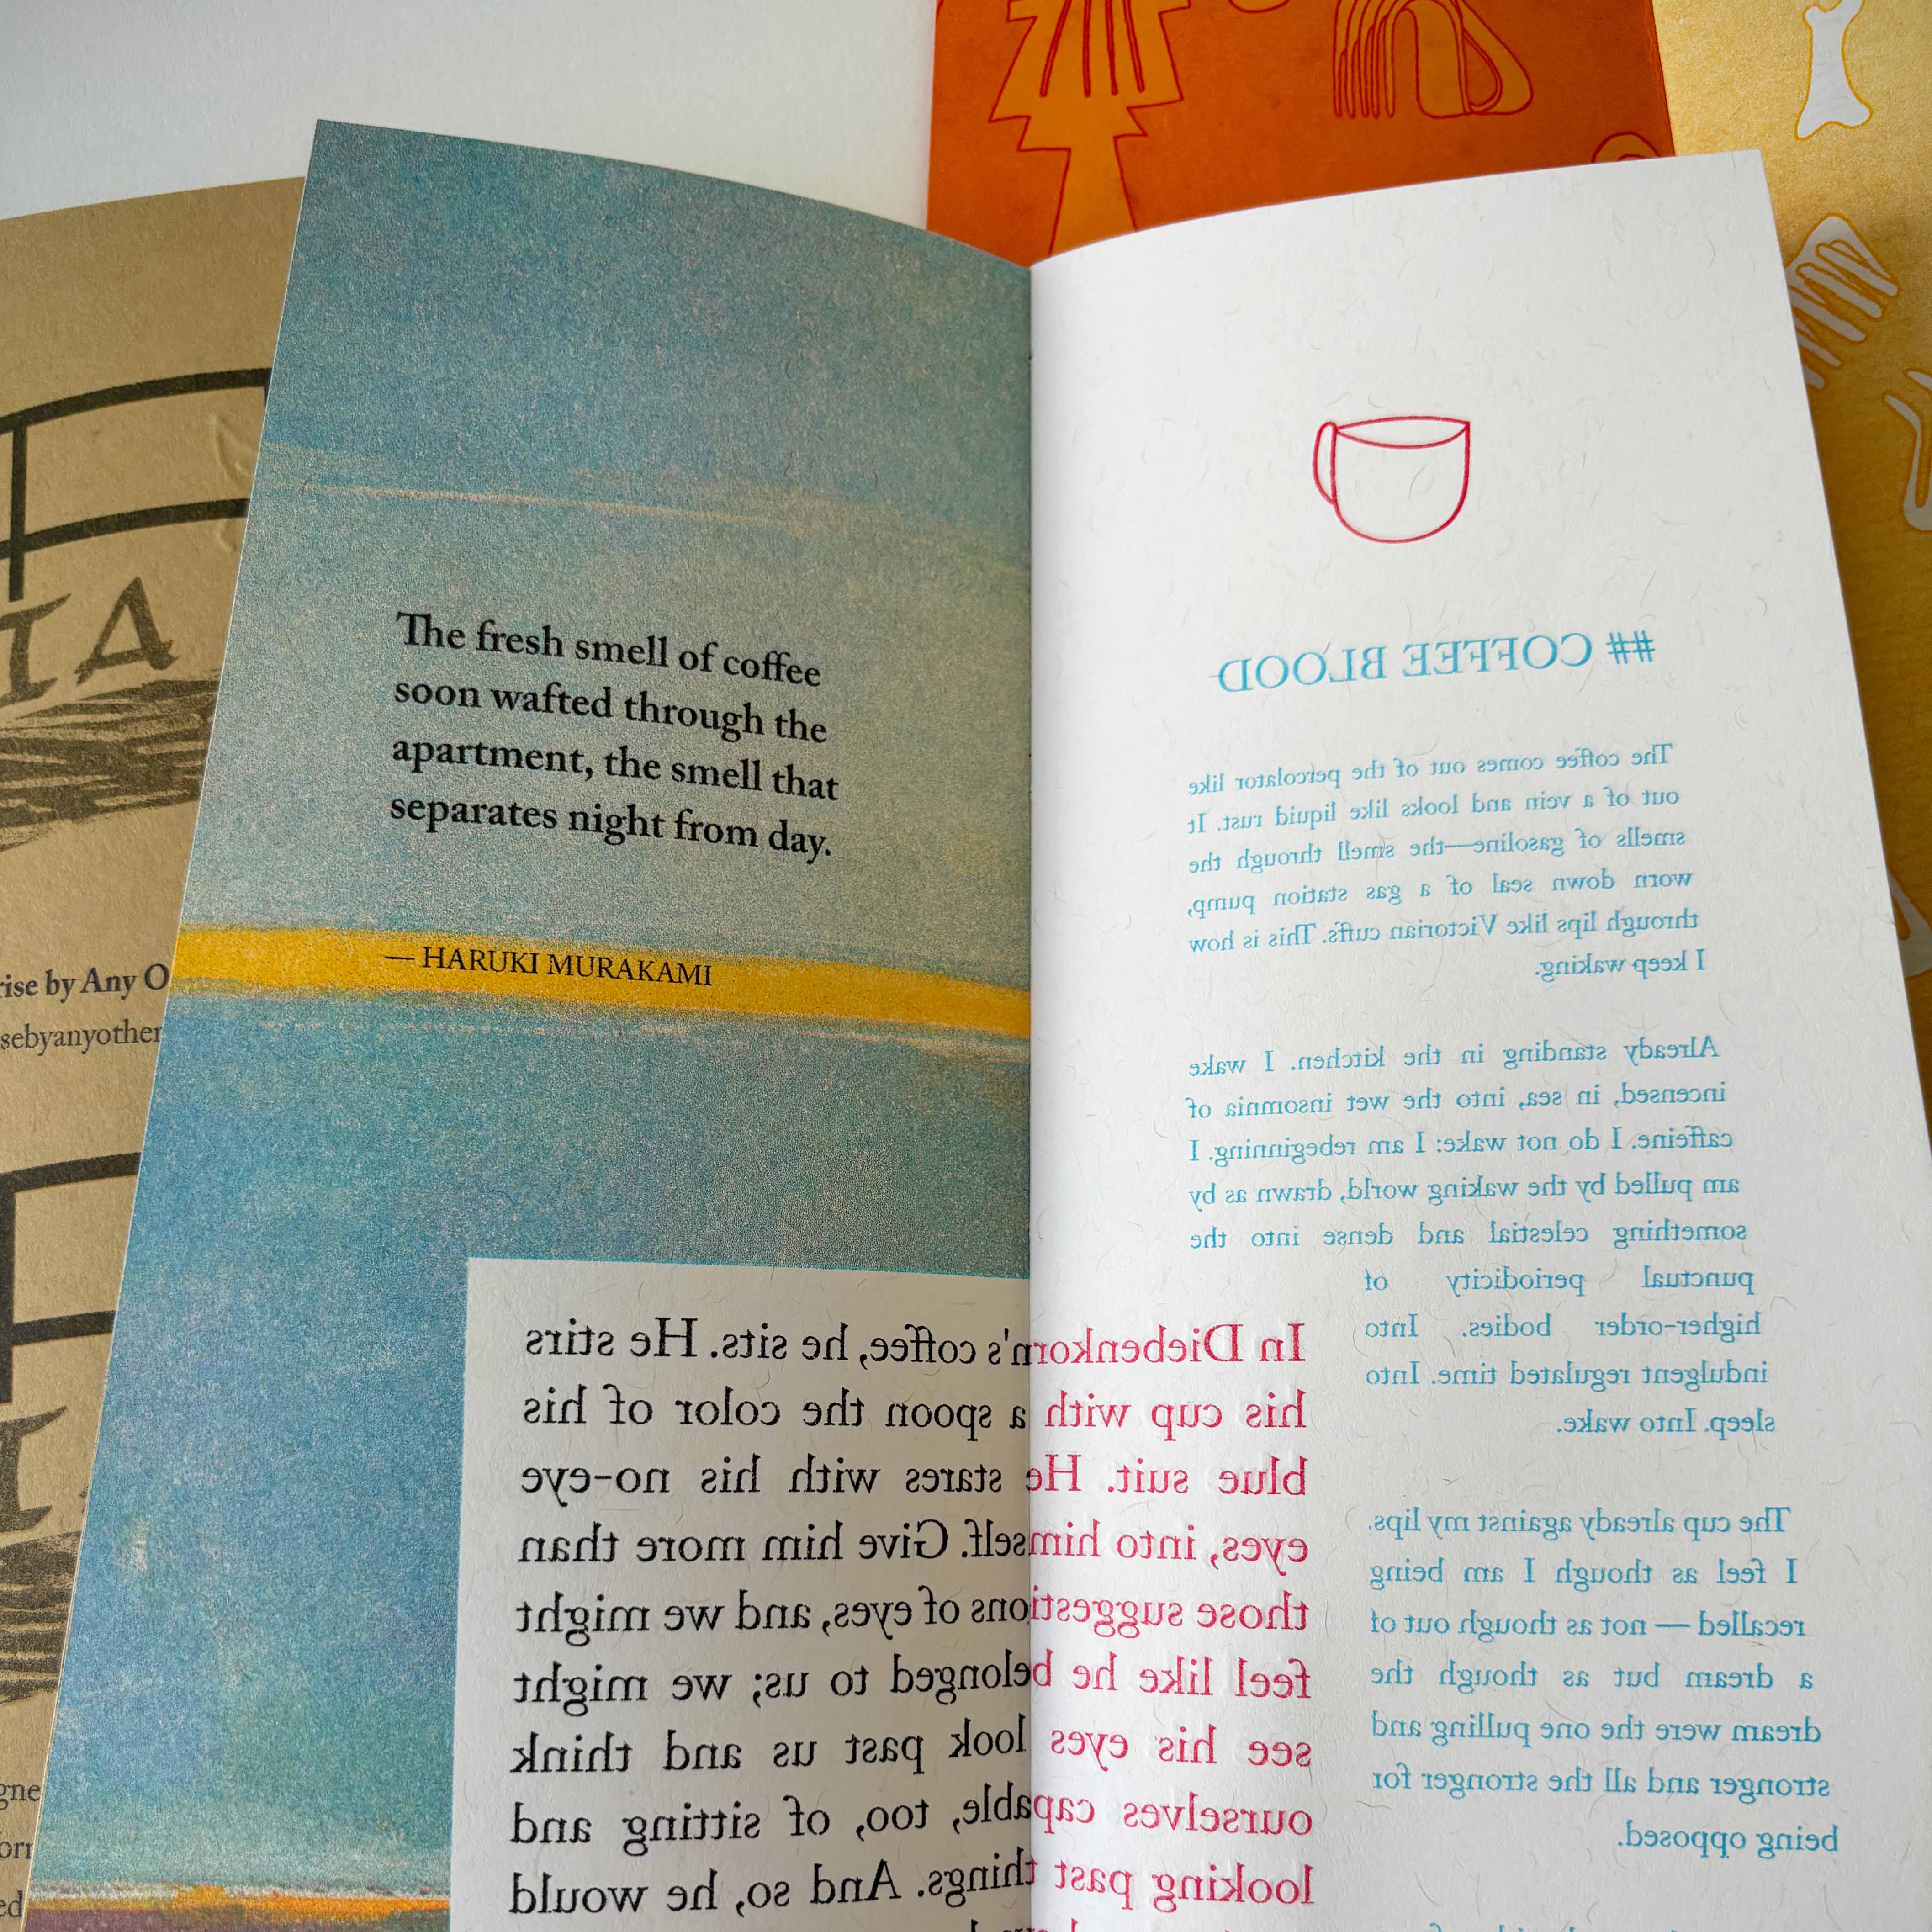 The fresh smell of coffee
soon wafted through the
apartment, the smell that
separates night from day.
— HARUKI MURAKAMI
## COFFEE BLOOD
The coffee comes out of the percolator like
out of a vein and looks like liquid rust. It
smells of gasoline—the smell through the
worn down seal of a gas station pump,
through lips like Victorian cuffs. This is how
I keep waking.
Already standing in the kitchen. I wake
incensed, in sea, into the wet insomnia of
caffeine. I do not wake: I am rebeginning. I
am pulled by the waking world, drawn as by
something celestial and dense into the
punctual periodicity of
higher-order bodies. Into
indulgent regulated time. Into
sleep. Into wake.
The cup already against my lips.
I feel as though I am being
recalled — not as though out of
a dream but as though the
dream were the one pulling and
stronger and all the stronger for
being opposed.
In Diebenkorn's coffee, he sits. He stirs
his cup with a spoon the color of his
blue suit. He stares with his no-eye
eyes, into himself. Give him more than
those suggestions of eyes, and we might
feel like he belonged to us; we might
see his eyes look past us and think
ourselves capable, too, of sitting and
looking past things. And so, he would
rise by Any O
sebyanyother